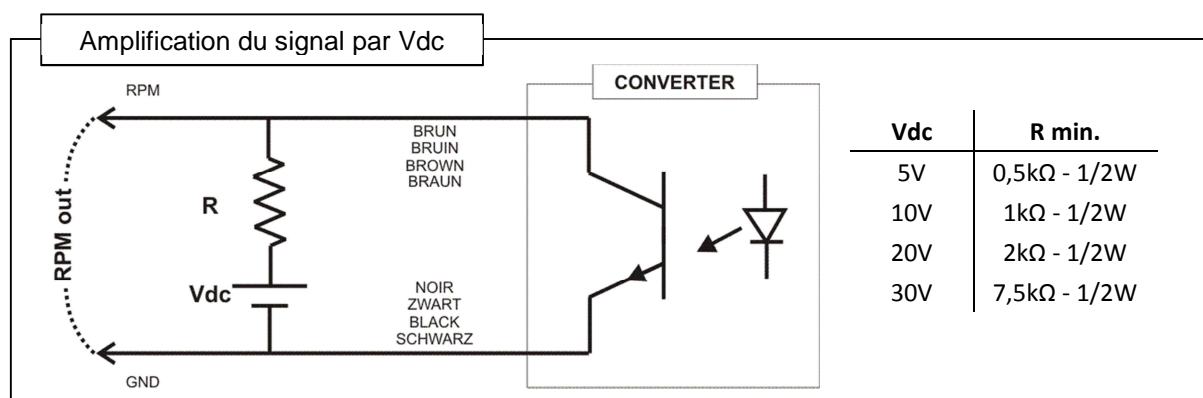 Amplification du signal par Vdc
RPM
CONVERTER
BRUN
BRUIN
BROWN
BRAUN
R
RPM out
Vdc
NOIR
ZWART
BLACK
SCHWARZ
GND
Vdc R min.
5V 0,5kΩ - 1/2W
10V 1kΩ - 1/2W
20V 2kΩ - 1/2W
30V 7,5kΩ - 1/2W